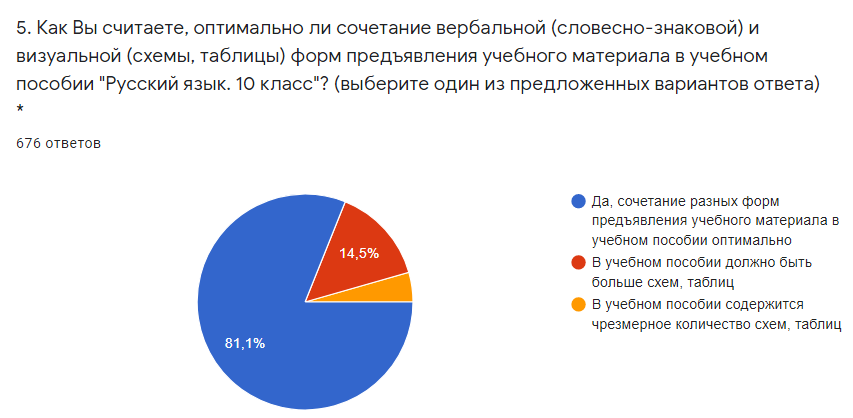 5. Как Вы считаете, оптимально ли сочетание вербальной (словесно-знаковой) и
визуальной (схемы, таблицы) форм предъявления учебного материала в учебном
пособии "Русский язык. 10 класс"? (выберите один из предложенных вариантов ответа)
*
676 ответов
Да, сочетание разных форм
предъявления учебного материала в
учебном пособии оптимально
В учебном пособии должно быть
больше схем, таблиц
В учебном пособии содержится
чрезмерное количество схем, таблиц
14,5%
81,1%